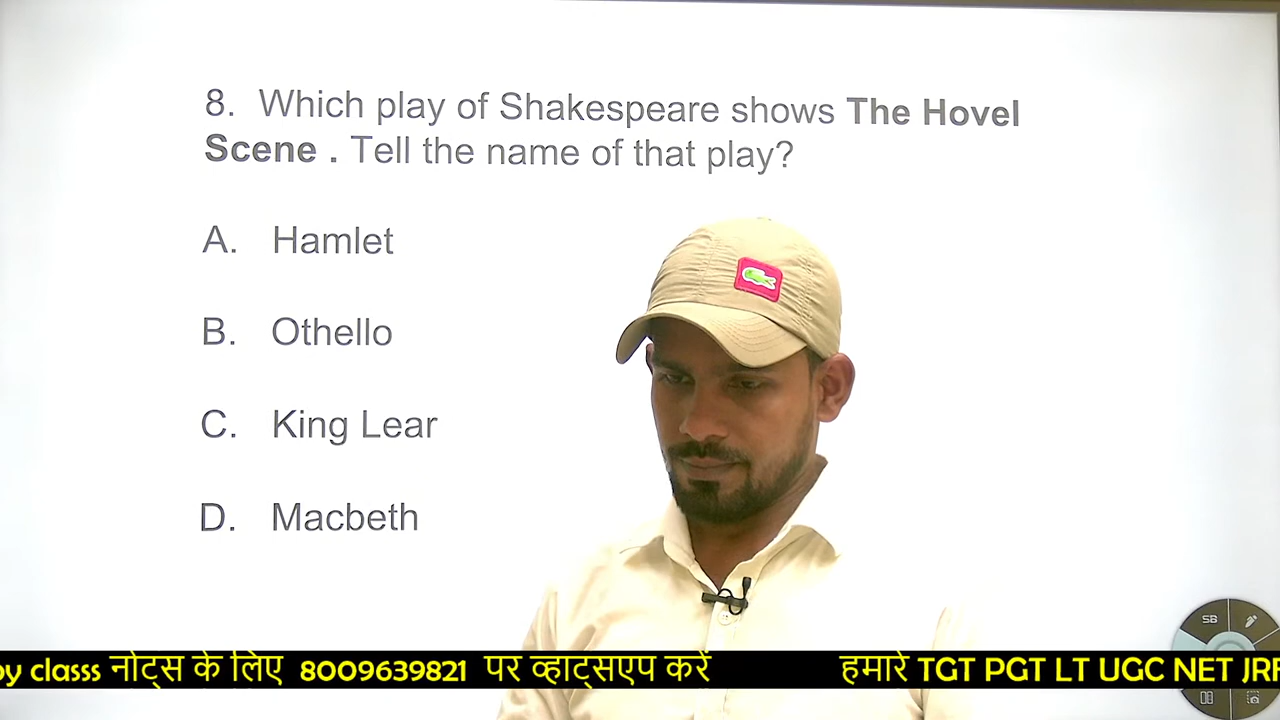 8. Which play of Shakespeare shows The Hovel
Scene . Tell the name of that play?
A. Hamlet
B. Othello
C. King Lear
D. Macbeth
SB
by classs नोट्स के लिए 8009639821 पर व्हाट्सएप करें हमारे TGT PGT LT UGC NET JRF